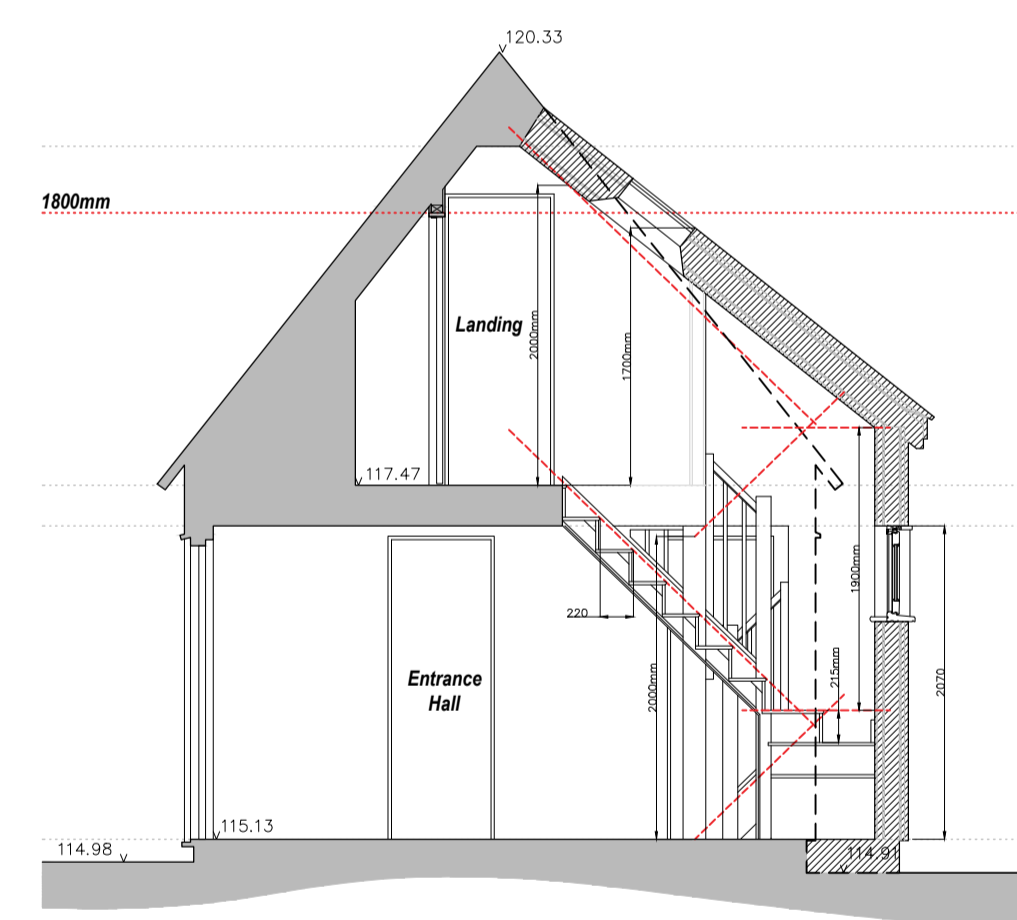 120.33
1800mm
Landing
2000mm
1700mm
117.47
1900mm
220
Entrance
Hall
2000mm
215mm
2070
115.13
114.98
114.91